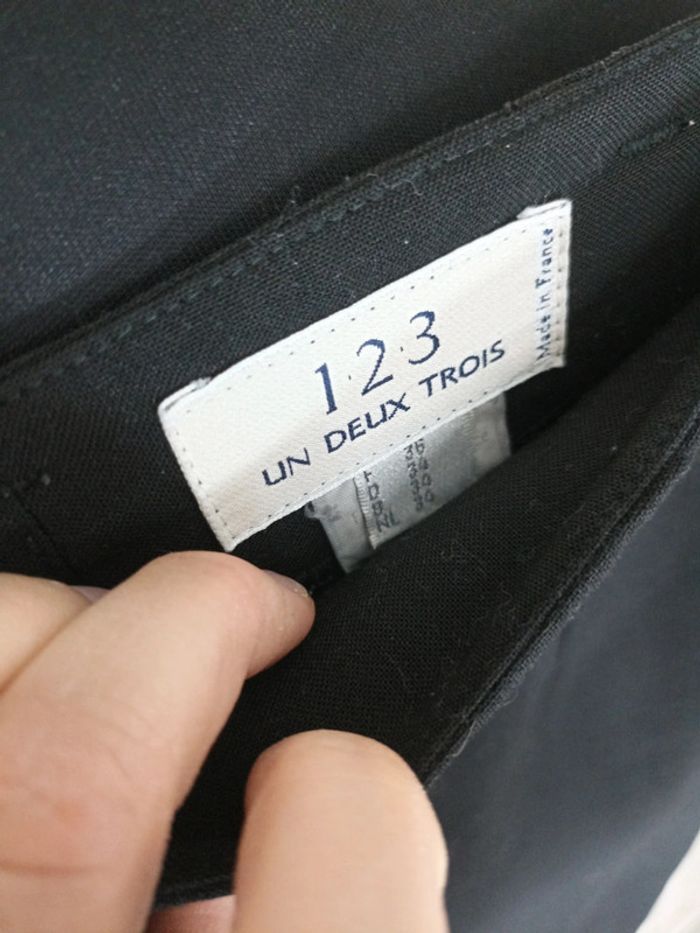 1.2.3
UN DEUX TROIS
Made in France